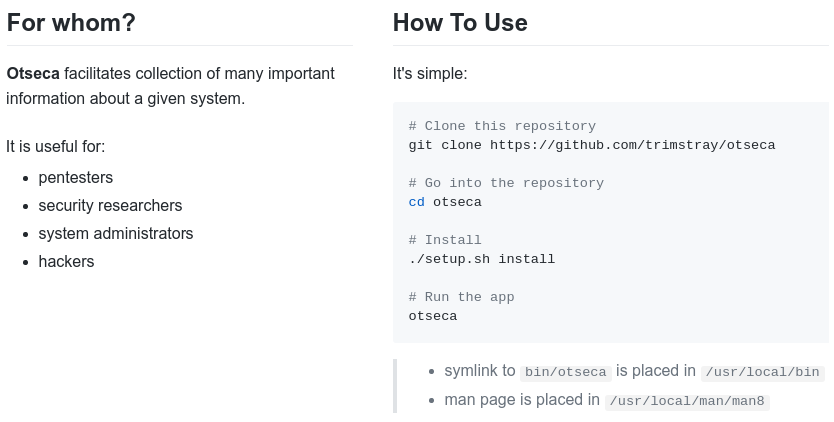 For whom?
Otseca facilitates collection of many important
information about a given system.
It is useful for:
pentesters
security researchers
system administrators
hackers
How To Use
It's simple:
# Clone this repository
git clone https://github.com/trimstray/otseca
# Go into the repository
cd otseca
# Install
./setup.sh install
# Run the app
otseca
symlink to bin/otseca is placed in /usr/local/bin
man page is placed in /usr/local/man/man8